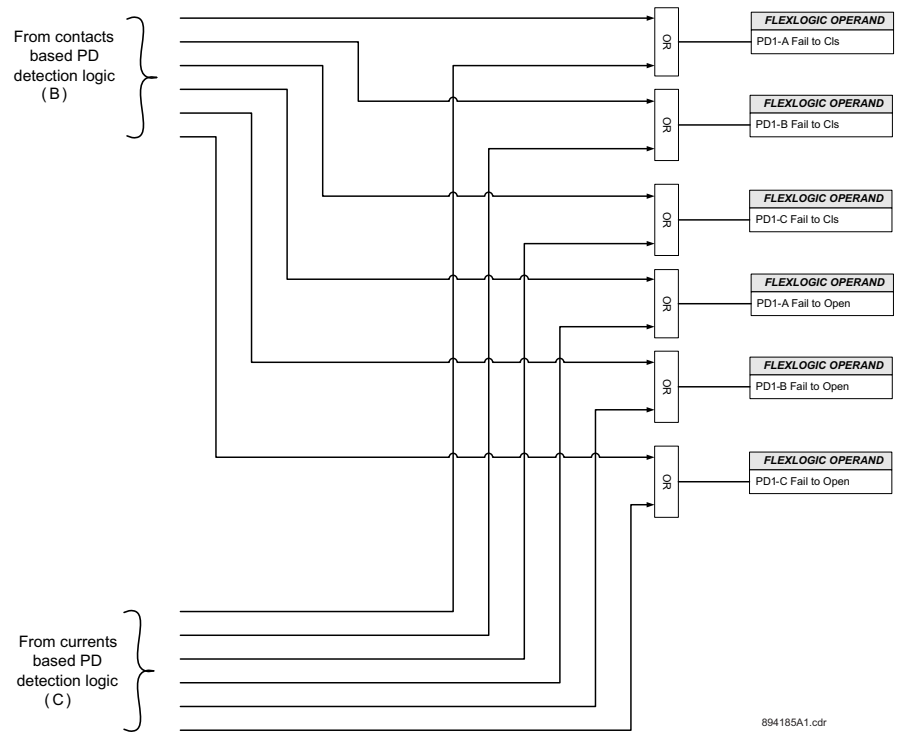 From contacts
based PD
detection logic
(B)
OR
FLEXLOGIC OPERAND
PD1-A Fail to Cls
OR
FLEXLOGIC OPERAND
PD1-B Fail to Cls
OR
FLEXLOGIC OPERAND
PD1-C Fail to Cls
OR
FLEXLOGIC OPERAND
PD1-A Fail to Open
OR
FLEXLOGIC OPERAND
PD1-B Fail to Open
OR
FLEXLOGIC OPERAND
PD1-C Fail to Open
From currents
based PD
detection logic
(C)
894185A1.cdr